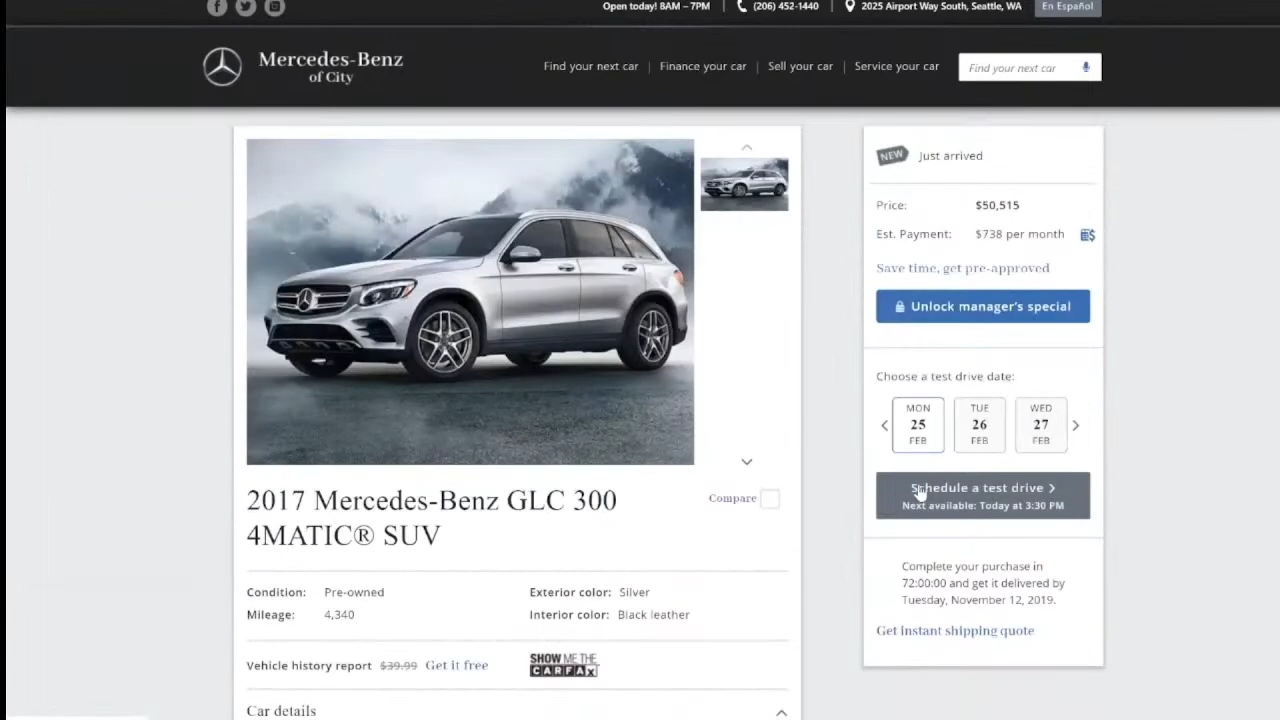 Open today! 8AM – 7PM | (206) 452-1440 | 2025 Airport Way South, Seattle, WA En Español
Mercedes-Benz
of City
Find your next car | Finance your car | Sell your car | Service your car
Find your next car
NEW Just arrived
Price: $50,515
Est. Payment: $738 per month
Save time, get pre-approved
Unlock manager's special
Choose a test drive date:
MON TUE WED
25 26 27
FEB FEB FEB
Schedule a test drive >
Next available: Today at 3:30 PM
Complete your purchase in
72:00:00 and get it delivered by
Tuesday, November 12, 2019.
Get instant shipping quote
2017 Mercedes-Benz GLC 300
4MATIC® SUV
Compare
Condition: Pre-owned
Exterior color: Silver
Mileage: 4,340
Interior color: Black leather
Vehicle history report $39.99 Get it free
SHOW ME THE
CARFAX
Car details